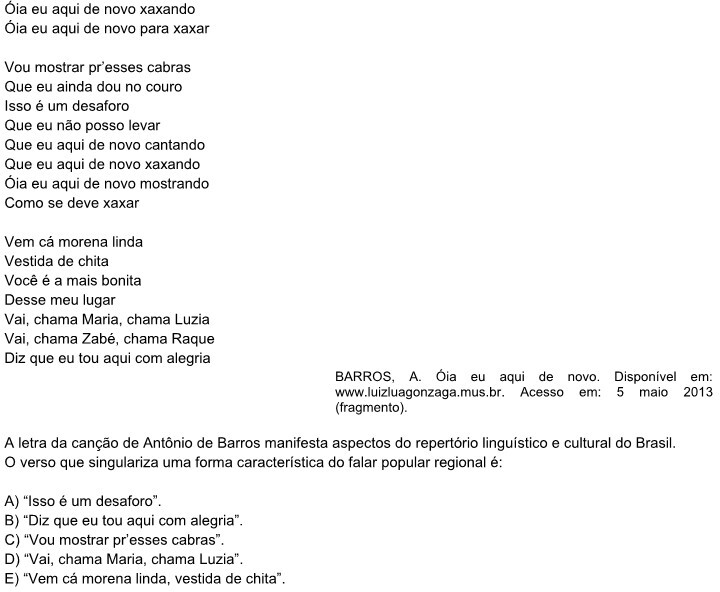 Óia eu aqui de novo xaxando
Óia eu aqui de novo para xaxar
Vou mostrar pr’esses cabras
Que eu ainda dou no couro
Isso é um desaforo
Que eu não posso levar
Que eu aqui de novo cantando
Que eu aqui de novo xaxando
Óia eu aqui de novo mostrando
Como se deve xaxar
Vem cá morena linda
Vestida de chita
Você é a mais bonita
Desse meu lugar
Vai, chama Maria, chama Luzia
Vai, chama Zabé, chama Raque
Diz que eu tou aqui com alegria
BARROS, A. Óia eu aqui de novo. Disponível em:
www.luizluagonzaga.mus.br. Acesso em: 5 maio 2013
(fragmento).
A letra da canção de Antônio de Barros manifesta aspectos do repertório linguístico e cultural do Brasil.
O verso que singulariza uma forma característica do falar popular regional é:
A) “Isso é um desaforo”.
B) “Diz que eu tou aqui com alegria”.
C) “Vou mostrar pr’esses cabras”.
D) “Vai, chama Maria, chama Luzia”.
E) “Vem cá morena linda, vestida de chita”.